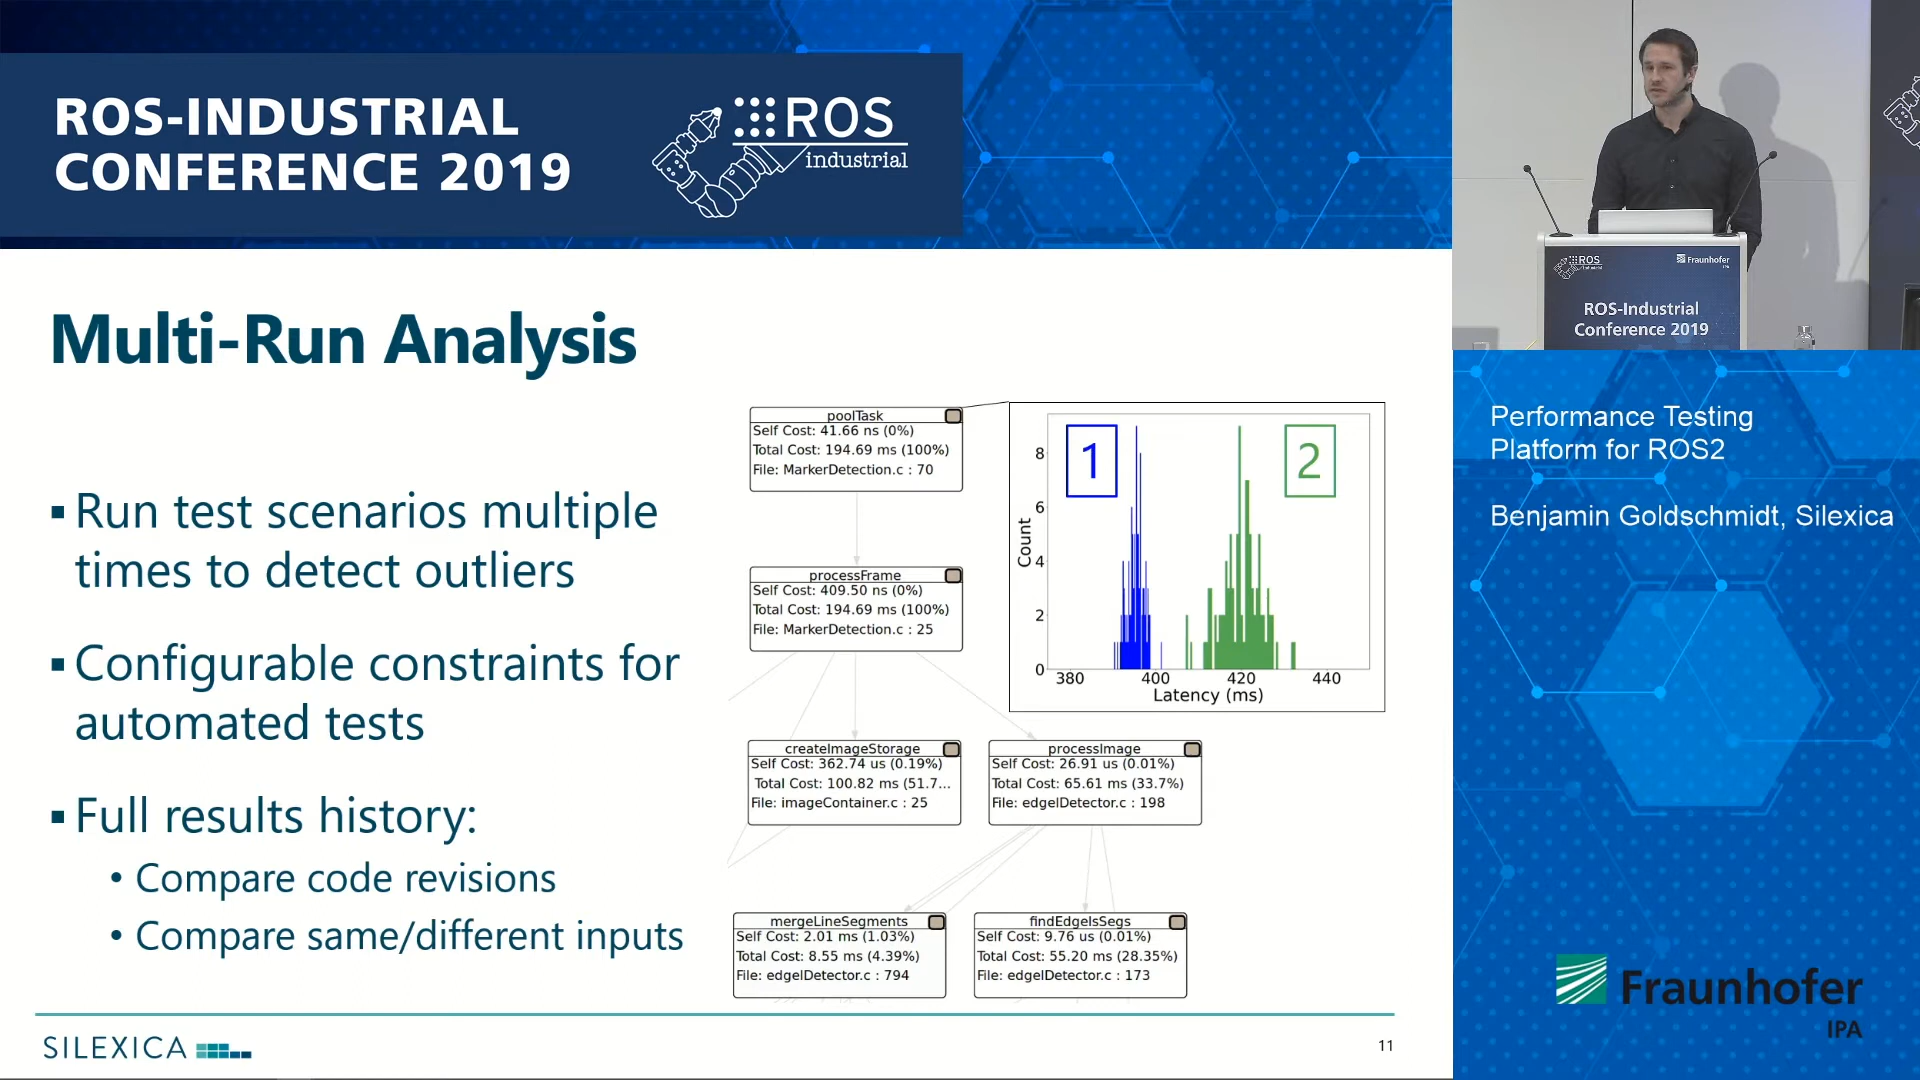 ROS-INDUSTRIAL
CONFERENCE 2019
ROS
industrial
Multi-Run Analysis
▪ Run test scenarios multiple
times to detect outliers
▪ Configurable constraints for
automated tests
▪ Full results history:
• Compare code revisions
• Compare same/different inputs
poolTask
Self Cost: 41.66 ns (0%)
Total Cost: 194.69 ms (100%)
File: MarkerDetection.c : 70
processFrame
Self Cost: 409.50 ns (0%)
Total Cost: 194.69 ms (100%)
File: MarkerDetection.c : 25
createImageStorage
Self Cost: 362.74 us (0.19%)
Total Cost: 100.82 ms (51.7...
File: imageContainer.c : 25
processImage
Self Cost: 26.91 us (0.01%)
Total Cost: 65.61 ms (33.7%)
File: edgelDetector.c : 198
mergeLineSegments
Self Cost: 2.01 ms (1.03%)
Total Cost: 8.55 ms (4.39%)
File: edgelDetector.c : 794
findEdgelsSegs
Self Cost: 9.76 us (0.01%)
Total Cost: 55.20 ms (28.35%)
File: edgelDetector.c : 173
1
2
Count
8
6
4
2
0
380 400 420 440
Latency (ms)
SILEXICA
11
ROS
industrial
Fraunhofer
IPA
ROS-Industrial
Conference 2019
Performance Testing
Platform for ROS2
Benjamin Goldschmidt, Silexica
Fraunhofer
IPA